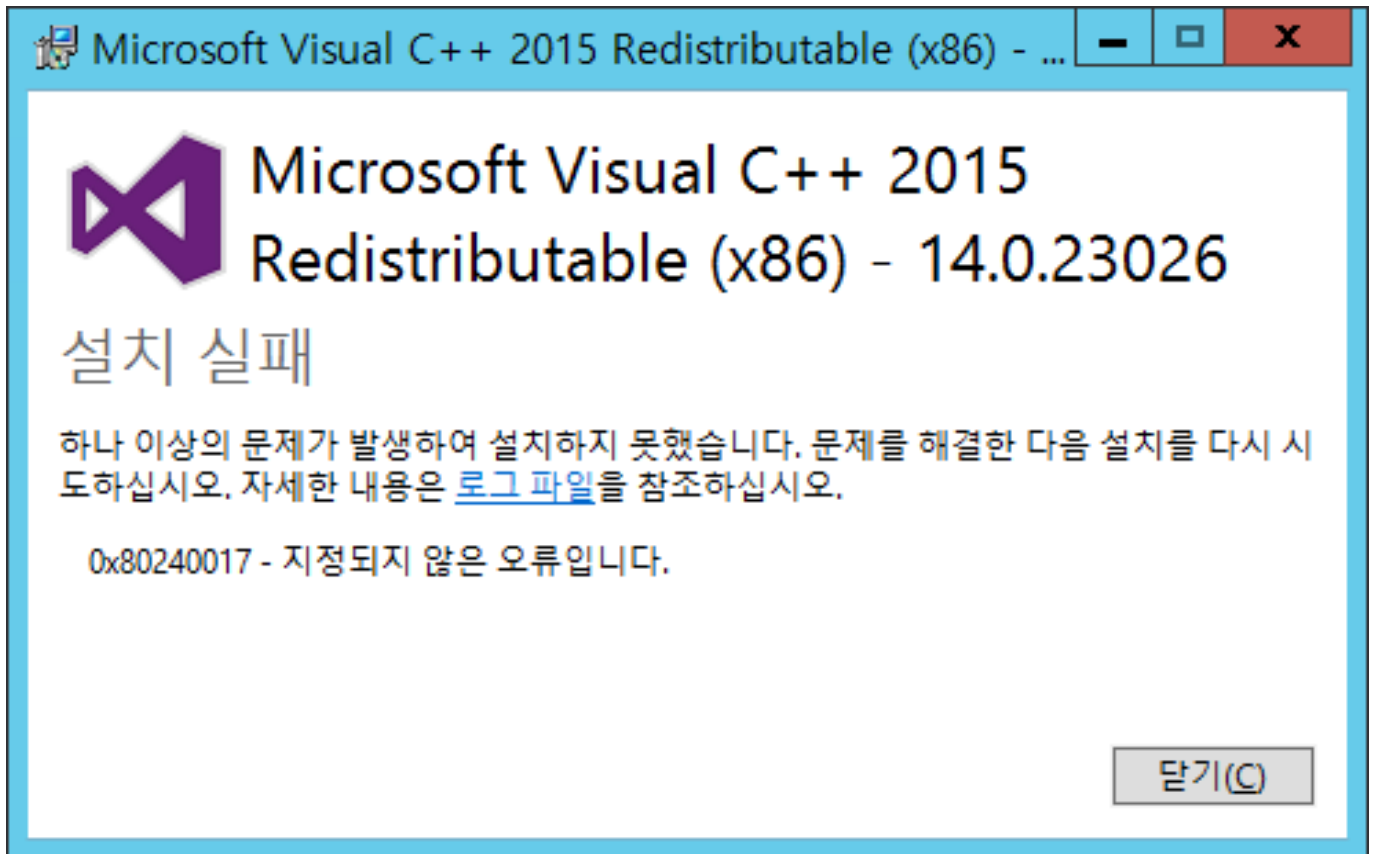 Microsoft Visual C++ 2015 Redistributable (x86) - ...
Microsoft Visual C++ 2015
Redistributable (x86) - 14.0.23026
설치 실패
하나 이상의 문제가 발생하여 설치하지 못했습니다. 문제를 해결한 다음 설치를 다시 시
도하십시오. 자세한 내용은 로그 파일을 참조하십시오.
0x80240017 - 지정되지 않은 오류입니다.
닫기(C)